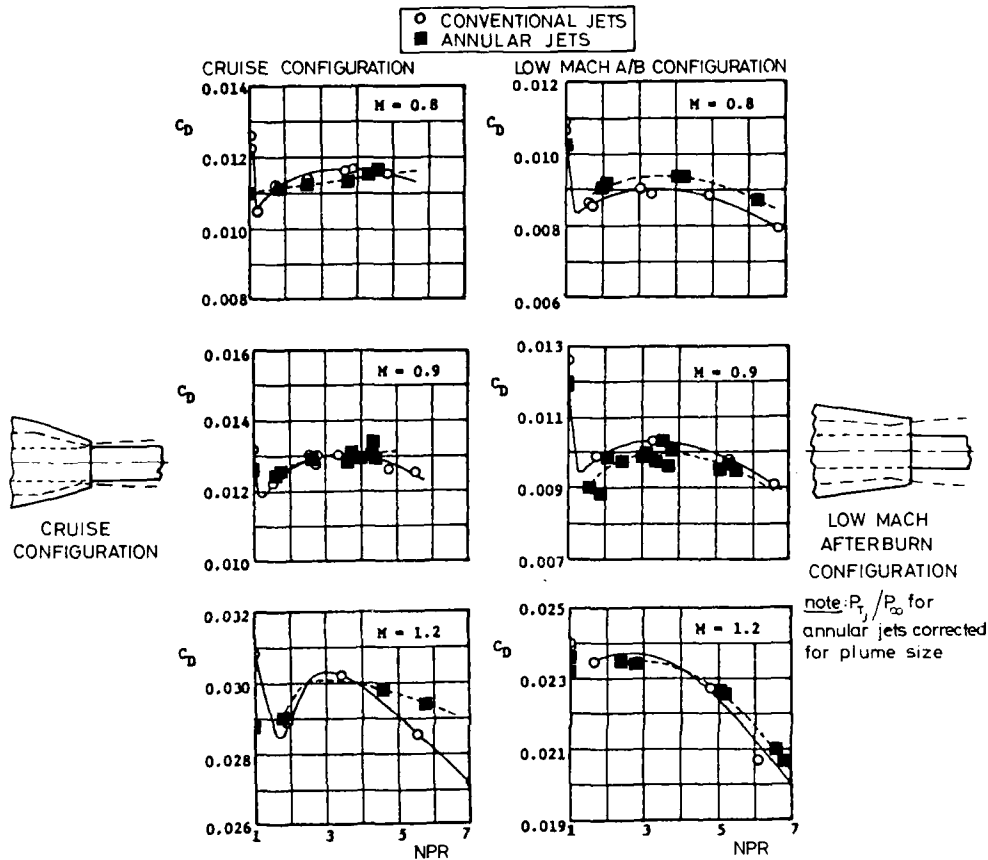 ○ CONVENTIONAL JETS
■ ANNULAR JETS
CRUISE CONFIGURATION
LOW MACH A/B CONFIGURATION
0.014
C_D
0.012
0.010
0.008
M = 0.8
0.012
C_D
0.010
0.008
0.006
M = 0.8
0.016
C_D
0.014
0.012
0.010
M = 0.9
0.013
C_D
0.011
0.009
0.007
M = 0.9
CRUISE
CONFIGURATION
LOW MACH
AFTERBURN
CONFIGURATION
note: P_Tj/P_∞ for
annular jets corrected
for plume size
0.032
C_D
0.030
0.028
0.026
M = 1.2
1 3 5 7
NPR
0.025
C_D
0.023
0.021
0.019
M = 1.2
1 3 5 7
NPR